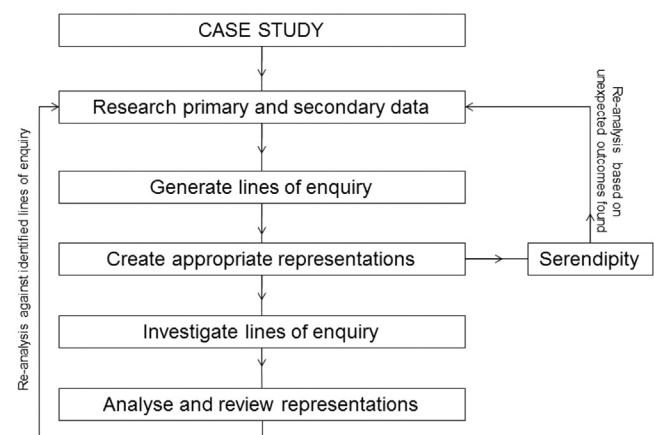 CASE STUDY
Research primary and secondary data
Generate lines of enquiry
Create appropriate representations
Serendipity
Investigate lines of enquiry
Analyse and review representations
Re-analysis against identified lines of enquiry
Re-analysis based on
unexpected outcomes found